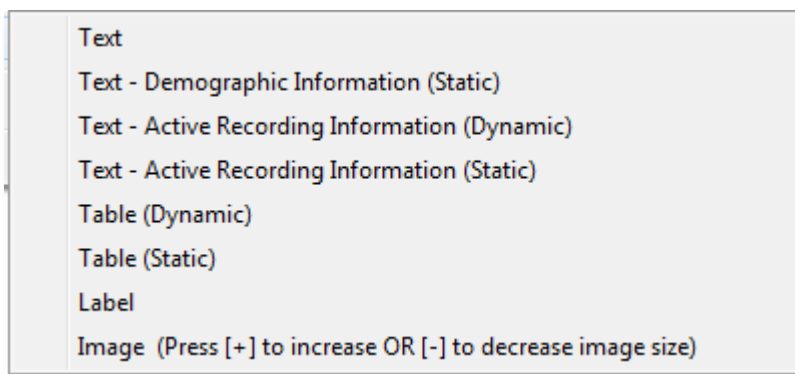 Text
Text - Demographic Information (Static)
Text - Active Recording Information (Dynamic)
Text - Active Recording Information (Static)
Table (Dynamic)
Table (Static)
Label
Image  (Press [+] to increase OR [-] to decrease image size)